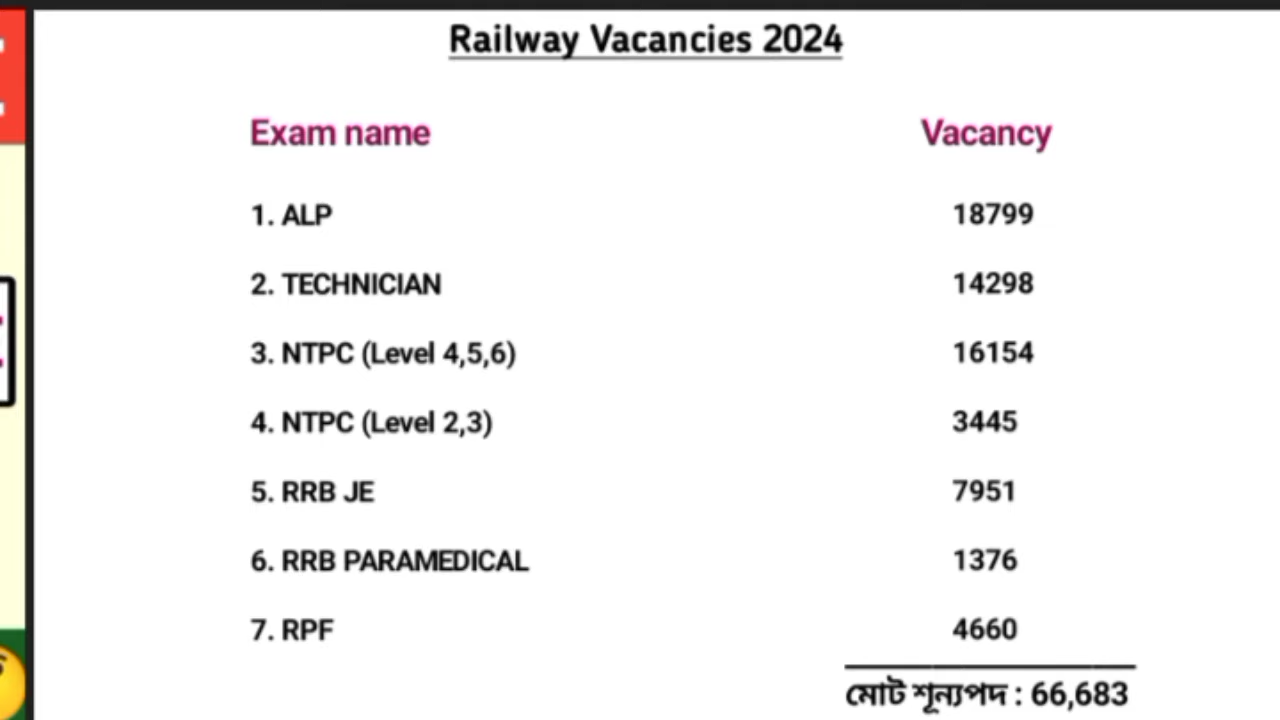 Railway Vacancies 2024
Exam name Vacancy
1. ALP 18799
2. TECHNICIAN 14298
3. NTPC (Level 4,5,6) 16154
4. NTPC (Level 2,3) 3445
5. RRB JE 7951
6. RRB PARAMEDICAL 1376
7. RPF 4660
মোট শূন্যপদ : 66,683